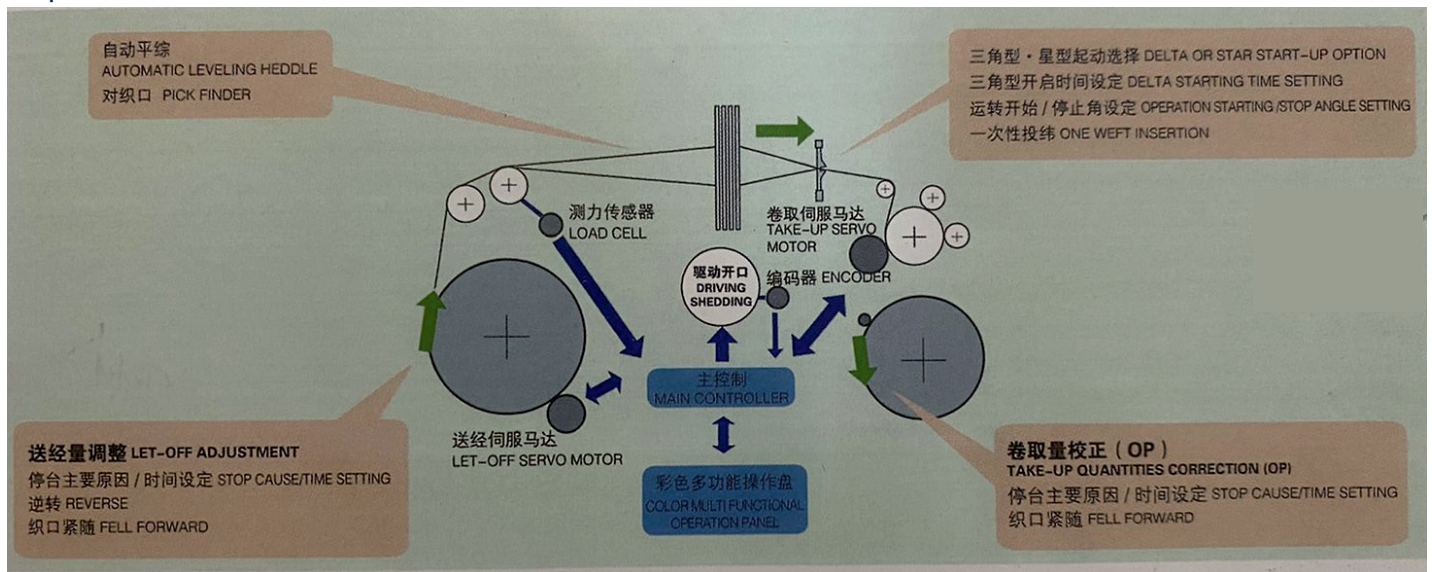 自动平综
AUTOMATIC LEVELING HEDDLE
对织口 PICK FINDER
三角型·星型起动选择 DELTA OR STAR START-UP OPTION
三角型开启时间设定 DELTA STARTING TIME SETTING
运转开始/停止角设定 OPERATION STARTING/STOP ANGLE SETTING
一次性投纬 ONE WEFT INSERTION
测力传感器
LOAD CELL
卷取伺服马达
TAKE-UP SERVO
MOTOR
驱动开口
DRIVING
SHEDDING
编码器 ENCODER
主控制
MAIN CONTROLLER
送经伺服马达
LET-OFF SERVO MOTOR
彩色多功能操作盘
COLOR MULTI FUNCTIONAL
OPERATION PANEL
送经量调整 LET-OFF ADJUSTMENT
停台主要原因/时间设定 STOP CAUSE/TIME SETTING
逆转 REVERSE
织口紧随 FELL FORWARD
卷取量校正(OP)
TAKE-UP QUANTITIES CORRECTION (OP)
停台主要原因/时间设定 STOP CAUSE/TIME SETTING
织口紧随 FELL FORWARD